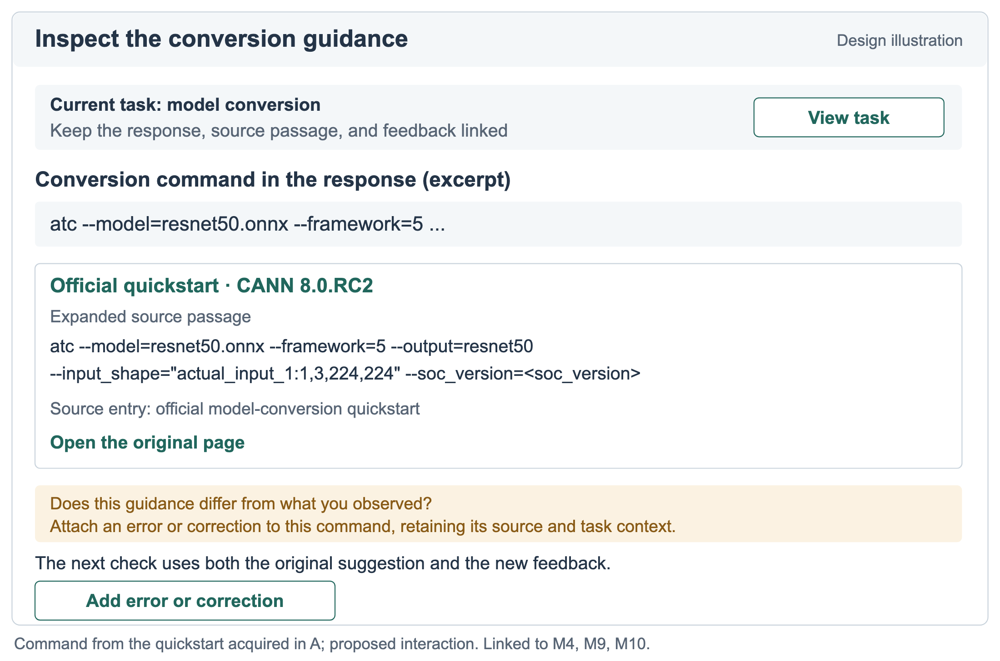 Inspect the conversion guidance
Design illustration
Current task: model conversion
Keep the response, source passage, and feedback linked
View task
Conversion command in the response (excerpt)
atc --model=resnet50.onnx --framework=5 ...
Official quickstart · CANN 8.0.RC2
Expanded source passage
atc --model=resnet50.onnx --framework=5 --output=resnet50
--input_shape="actual_input_1:1,3,224,224" --soc_version=<soc_version>
Source entry: official model-conversion quickstart
Open the original page
Does this guidance differ from what you observed?
Attach an error or correction to this command, retaining its source and task context.
The next check uses both the original suggestion and the new feedback.
Add error or correction
Command from the quickstart acquired in A; proposed interaction. Linked to M4, M9, M10.